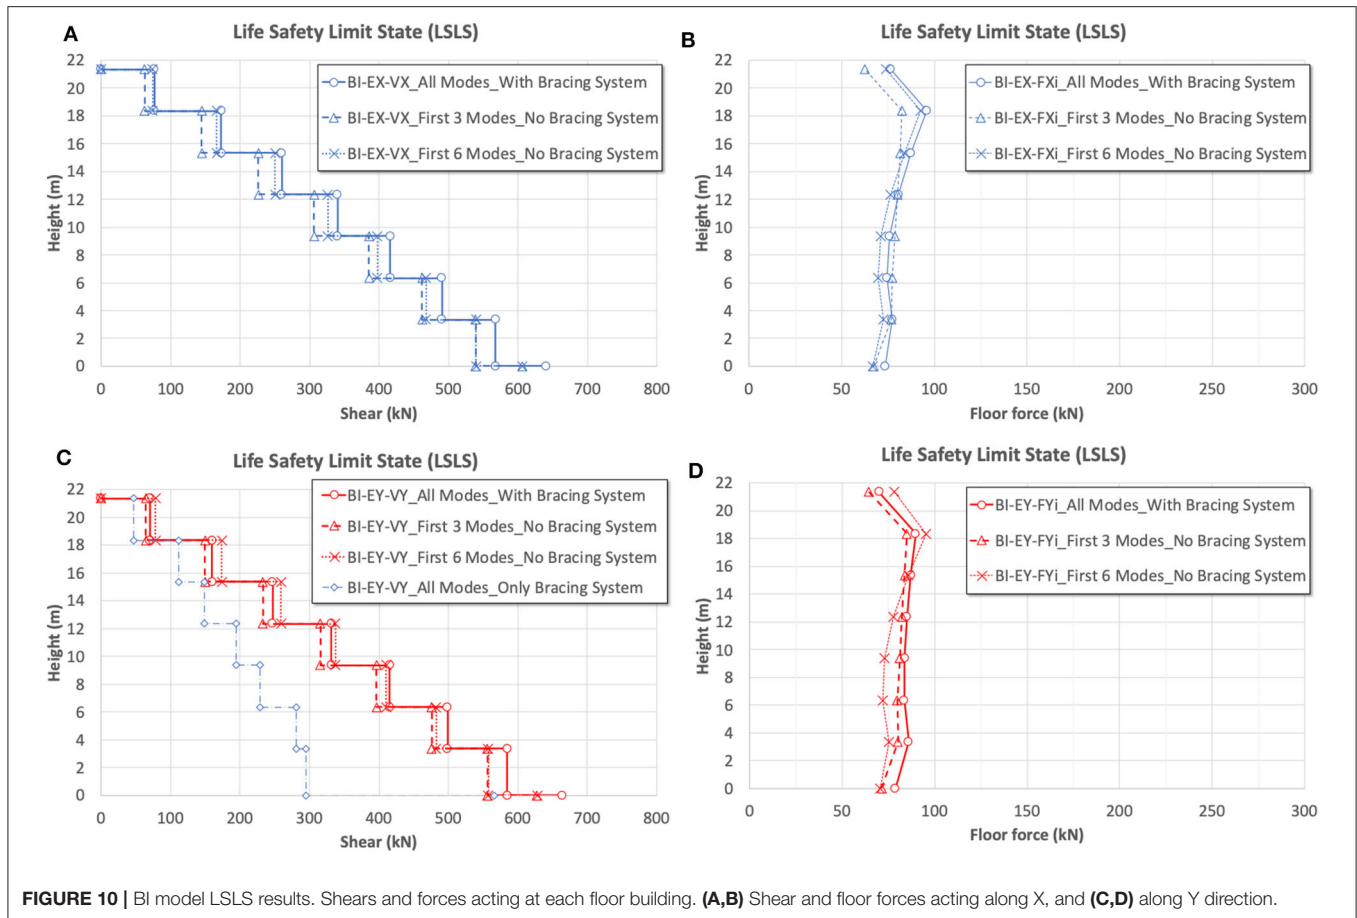 A
Life Safety Limit State (LSLS)
22
20
18
16
14
12
10
8
6
4
2
0
Height (m)
BI-EX-VX_All Modes_With Bracing System
BI-EX-VX_First 3 Modes_No Bracing System
BI-EX-VX_First 6 Modes_No Bracing System
0 100 200 300 400 500 600 700 800
Shear (kN)
B
Life Safety Limit State (LSLS)
22
20
18
16
14
12
10
8
6
4
2
0
Height (m)
BI-EX-FXi_All Modes_With Bracing System
BI-EX-FXi_First 3 Modes_No Bracing System
BI-EX-FXi_First 6 Modes_No Bracing System
0 50 100 150 200 250 300
Floor force (kN)
C
Life Safety Limit State (LSLS)
22
20
18
16
14
12
10
8
6
4
2
0
Height (m)
BI-EY-VY_All Modes_With Bracing System
BI-EY-VY_First 3 Modes_No Bracing System
BI-EY-VY_First 6 Modes_No Bracing System
BI-EY-VY_All Modes_Only Bracing System
0 100 200 300 400 500 600 700 800
Shear (kN)
D
Life Safety Limit State (LSLS)
22
20
18
16
14
12
10
8
6
4
2
0
Height (m)
BI-EY-FYi_All Modes_With Bracing System
BI-EY-FYi_First 3 Modes_No Bracing System
BI-EY-FYi_First 6 Modes_No Bracing System
0 50 100 150 200 250 300
Floor force (kN)
FIGURE 10 | BI model LSLS results. Shears and forces acting at each floor building. (A,B) Shear and floor forces acting along X, and (C,D) along Y direction.